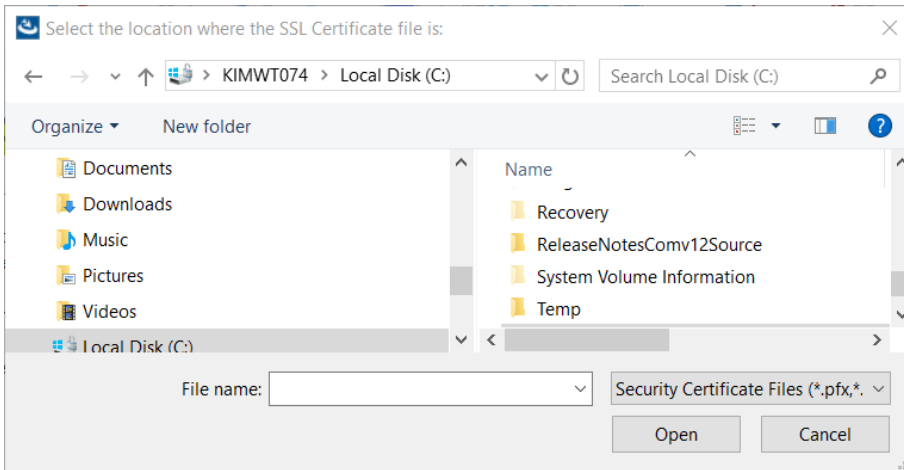 Select the location where the SSL Certificate file is:
KIMWT074 > Local Disk (C:)
Search Local Disk (C:)
Organize
New folder
?
Documents
Downloads
Music
Pictures
Videos
Local Disk (C:)
Name
Recovery
ReleaseNotesComv12Source
System Volume Information
Temp
File name:
Security Certificate Files (*.pfx,*.
Open
Cancel